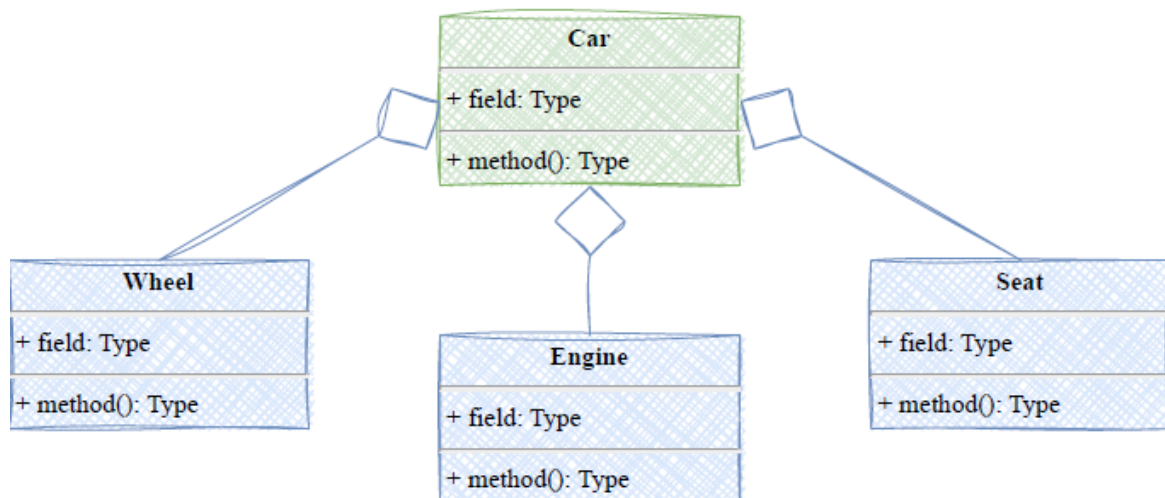 Car
+ field: Type
+ method(): Type
Wheel
+ field: Type
+ method(): Type
Engine
+ field: Type
+ method(): Type
Seat
+ field: Type
+ method(): Type